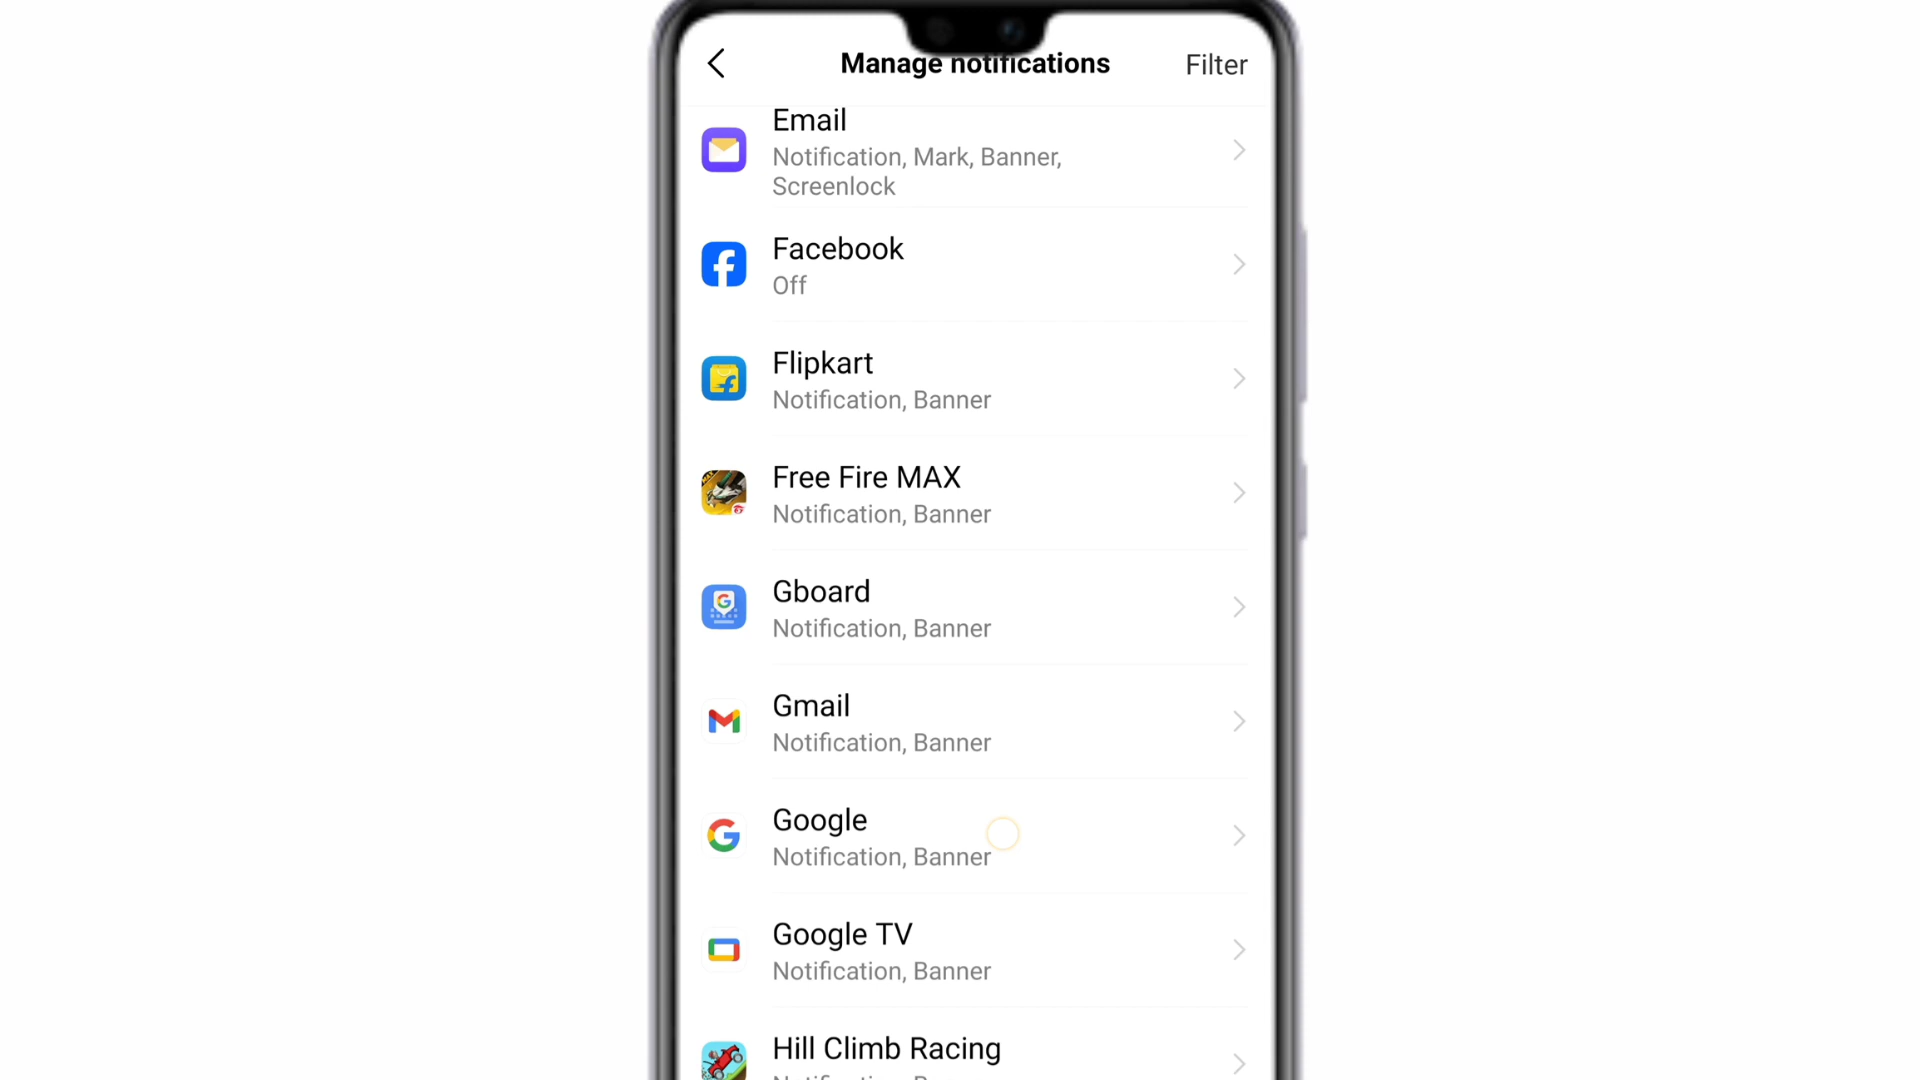 Manage notifications
Filter
Email
Notification, Mark, Banner,
Screenlock
Facebook
Off
Flipkart
Notification, Banner
Free Fire MAX
Notification, Banner
Gboard
Notification, Banner
Gmail
Notification, Banner
Google
Notification, Banner
Google TV
Notification, Banner
Hill Climb Racing